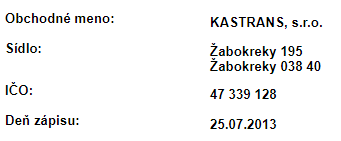 Obchodné meno: KASTRANS, s.r.o.
Sídlo: Žabokreky 195
Žabokreky 038 40
IČO: 47 339 128
Deň zápisu: 25.07.2013